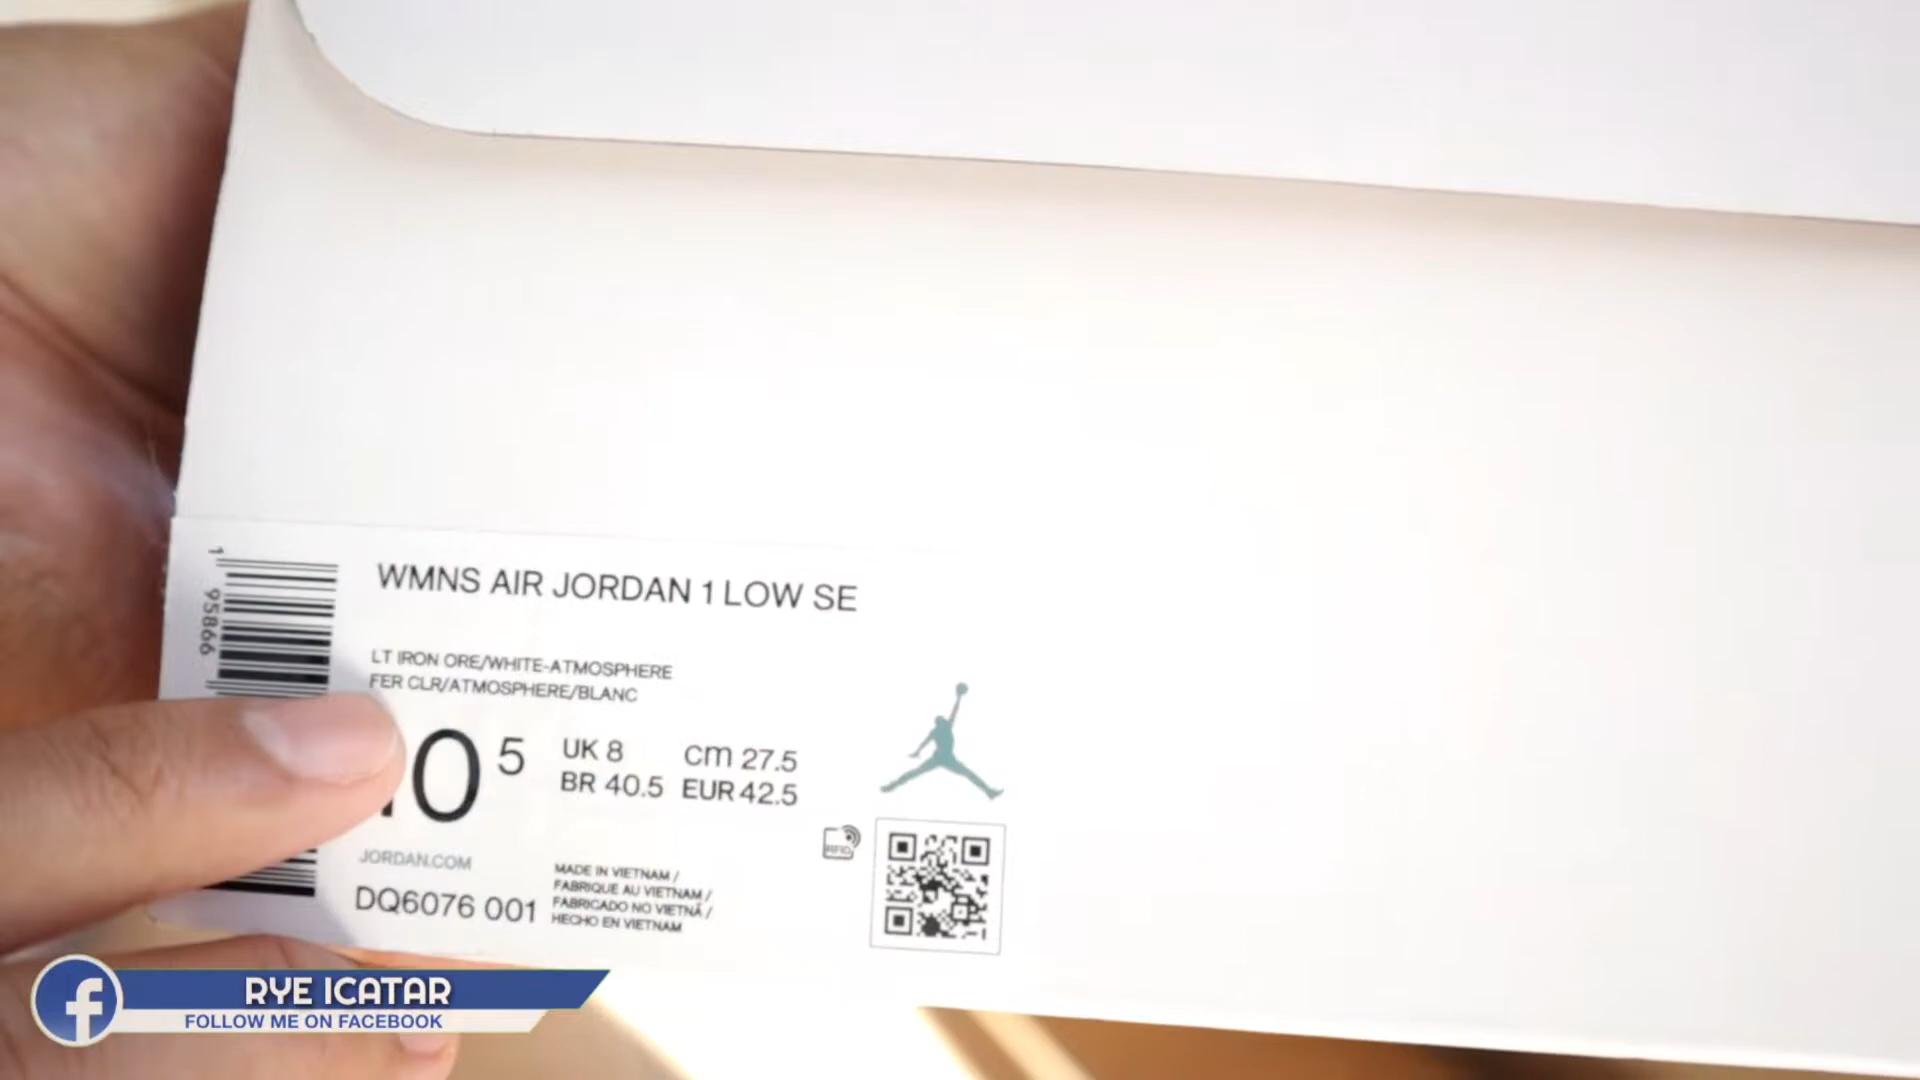 1
95866
WMNS AIR JORDAN 1 LOW SE
LT IRON ORE/WHITE-ATMOSPHERE
FER CLR/ATMOSPHERE/BLANC
10 5
UK 8 cm 27.5
BR 40.5 EUR 42.5
RFID
JORDAN.COM
DQ6076 001
MADE IN VIETNAM /
FABRIQUE AU VIETNAM /
FABRICADO NO VIETNÃ /
HECHO EN VIETNAM
RYE ICATAR
FOLLOW ME ON FACEBOOK